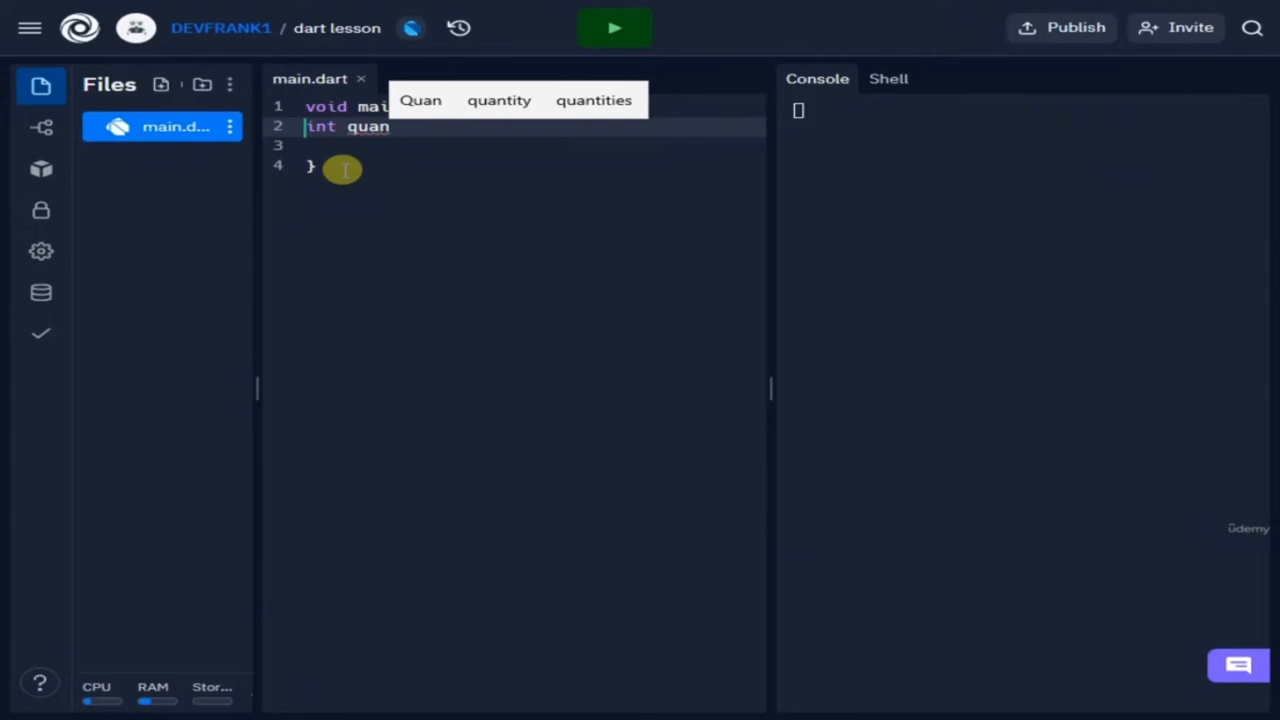 DEVFRANK1 / dart lesson
Publish
Invite
Files
main.d...
main.dart ×
Quan quantity quantities
1 void mai
2 int quan
3
4 }
Console
Shell
ûdemy
CPU
RAM
Stor...
?